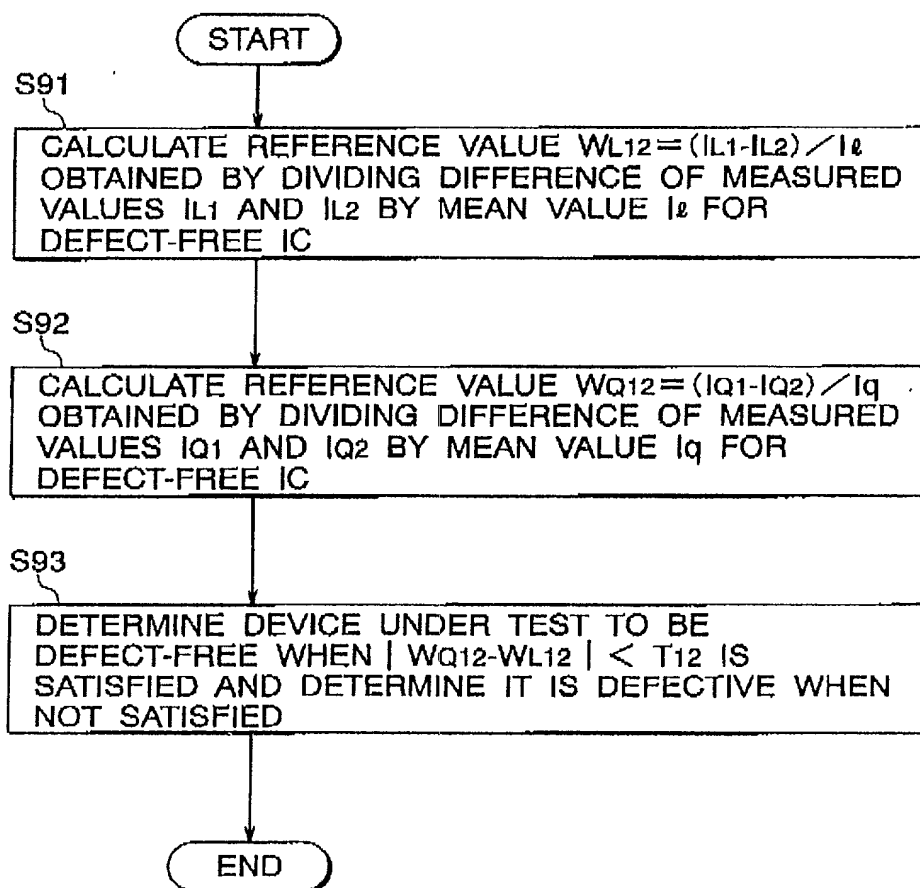 START
S91
CALCULATE REFERENCE VALUE WL12=(IL1-IL2)/Iℓ
OBTAINED BY DIVIDING DIFFERENCE OF MEASURED
VALUES IL1 AND IL2 BY MEAN VALUE Iℓ FOR
DEFECT-FREE IC
S92
CALCULATE REFERENCE VALUE WQ12=(IQ1-IQ2)/Iq
OBTAINED BY DIVIDING DIFFERENCE OF MEASURED
VALUES IQ1 AND IQ2 BY MEAN VALUE Iq FOR
DEFECT-FREE IC
S93
DETERMINE DEVICE UNDER TEST TO BE
DEFECT-FREE WHEN | WQ12-WL12 | < T12 IS
SATISFIED AND DETERMINE IT IS DEFECTIVE WHEN
NOT SATISFIED
END